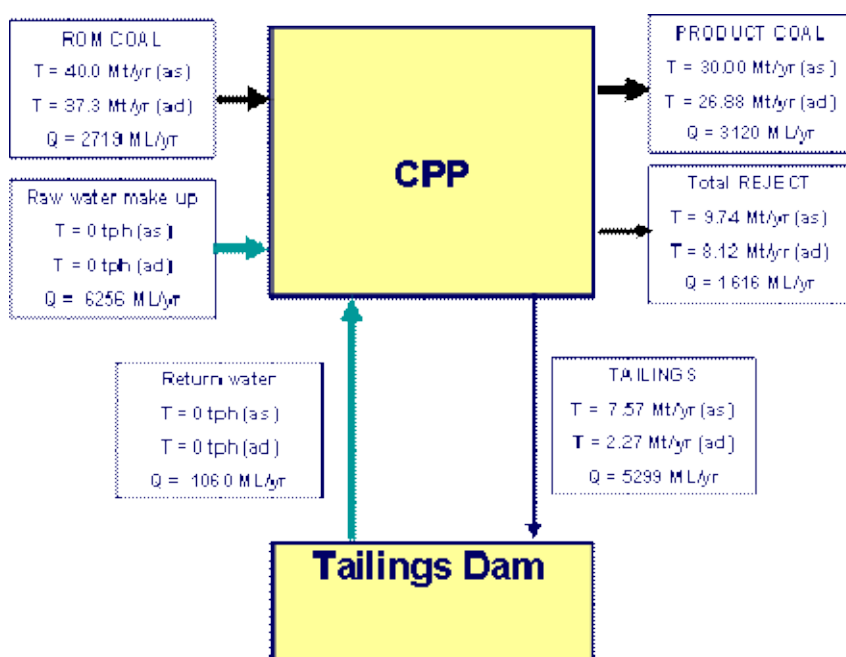 ROM COAL
T = 40.0 Mt/yr (as)
T = 37.3 Mt/yr (ad)
Q = 2719 ML/yr
PRODUCT COAL
T = 30.00 Mt/yr (as)
T = 26.88 Mt/yr (ad)
Q = 3120 ML/yr
CPP
Raw water make up
T = 0 tph (as)
T = 0 tph (ad)
Q = 6256 ML/yr
Total REJECT
T = 9.74 Mt/yr (as)
T = 8.12 Mt/yr (ad)
Q = 1616 ML/yr
Return water
T = 0 tph (as)
T = 0 tph (ad)
Q = 1060 ML/yr
TAILINGS
T = 7.57 Mt/yr (as)
T = 2.27 Mt/yr (ad)
Q = 5299 ML/yr
Tailings Dam